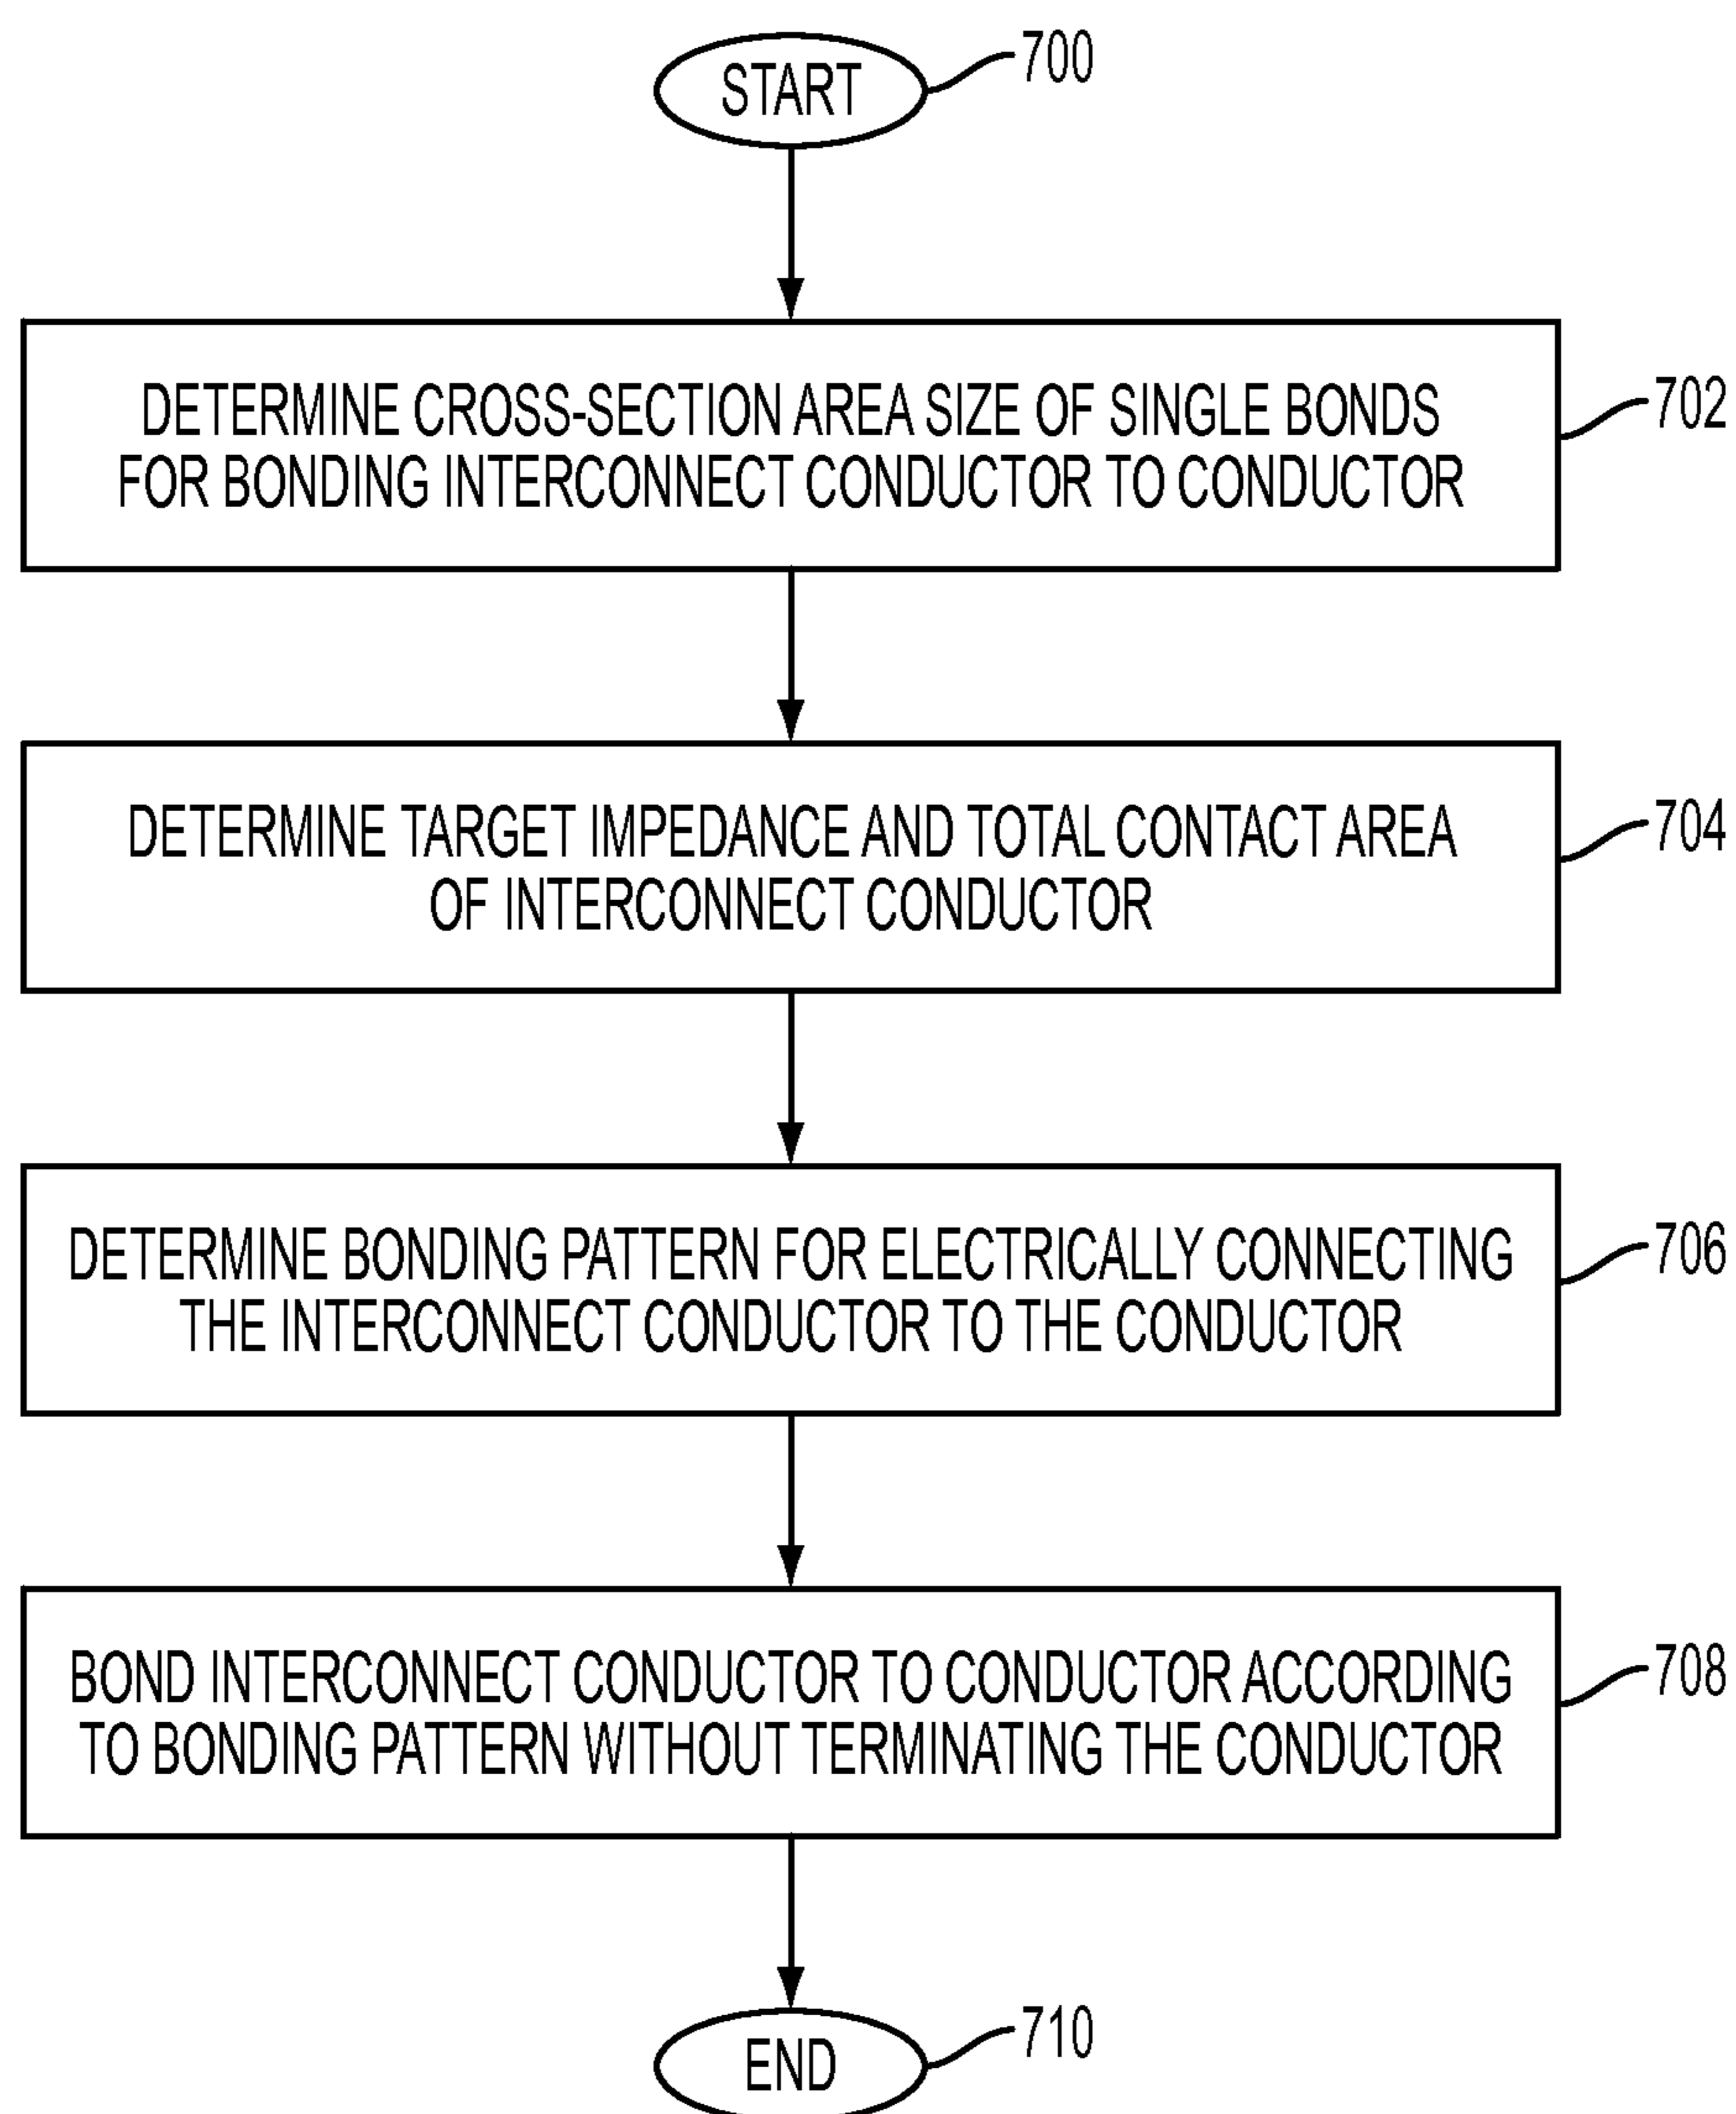 START
700
DETERMINE CROSS-SECTION AREA SIZE OF SINGLE BONDS
FOR BONDING INTERCONNECT CONDUCTOR TO CONDUCTOR
702
DETERMINE TARGET IMPEDANCE AND TOTAL CONTACT AREA
OF INTERCONNECT CONDUCTOR
704
DETERMINE BONDING PATTERN FOR ELECTRICALLY CONNECTING
THE INTERCONNECT CONDUCTOR TO THE CONDUCTOR
706
BOND INTERCONNECT CONDUCTOR TO CONDUCTOR ACCORDING
TO BONDING PATTERN WITHOUT TERMINATING THE CONDUCTOR
708
END
710